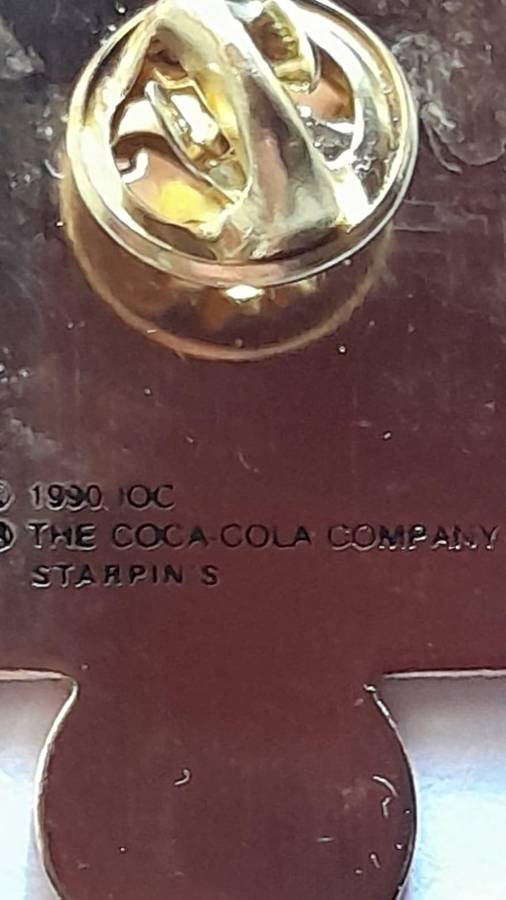 © 1990 IOC
® THE COCA-COLA COMPANY
STARPIN'S